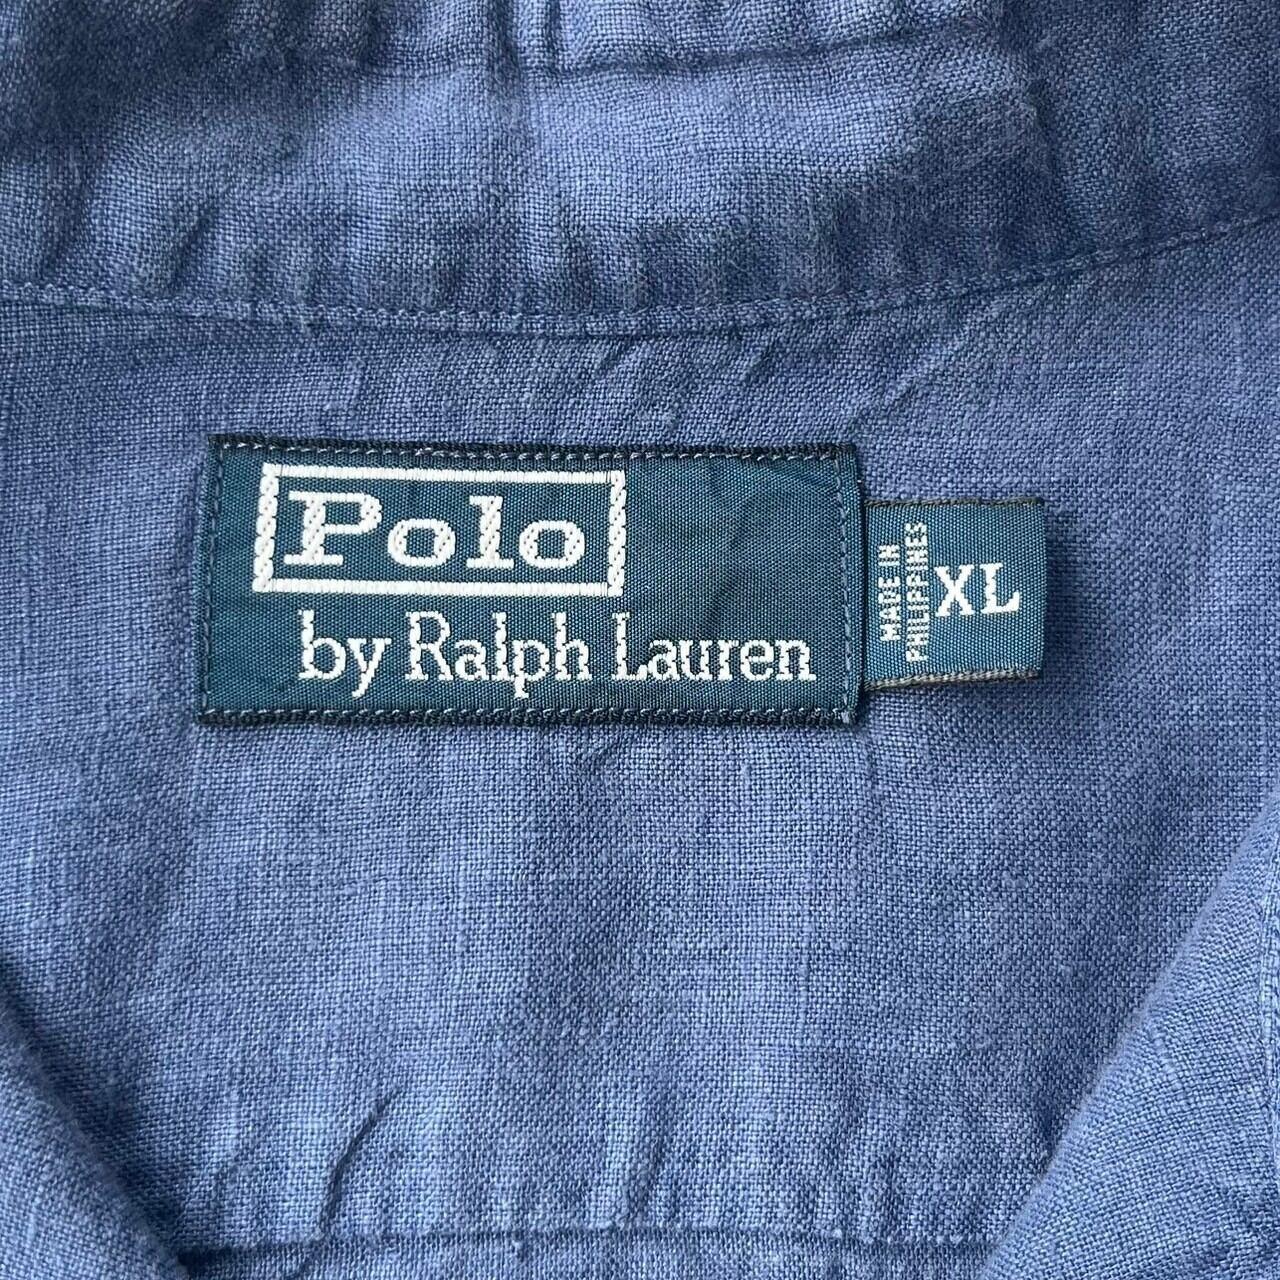 Polo
by Ralph Lauren
MADE IN
PHILIPPINES
XL